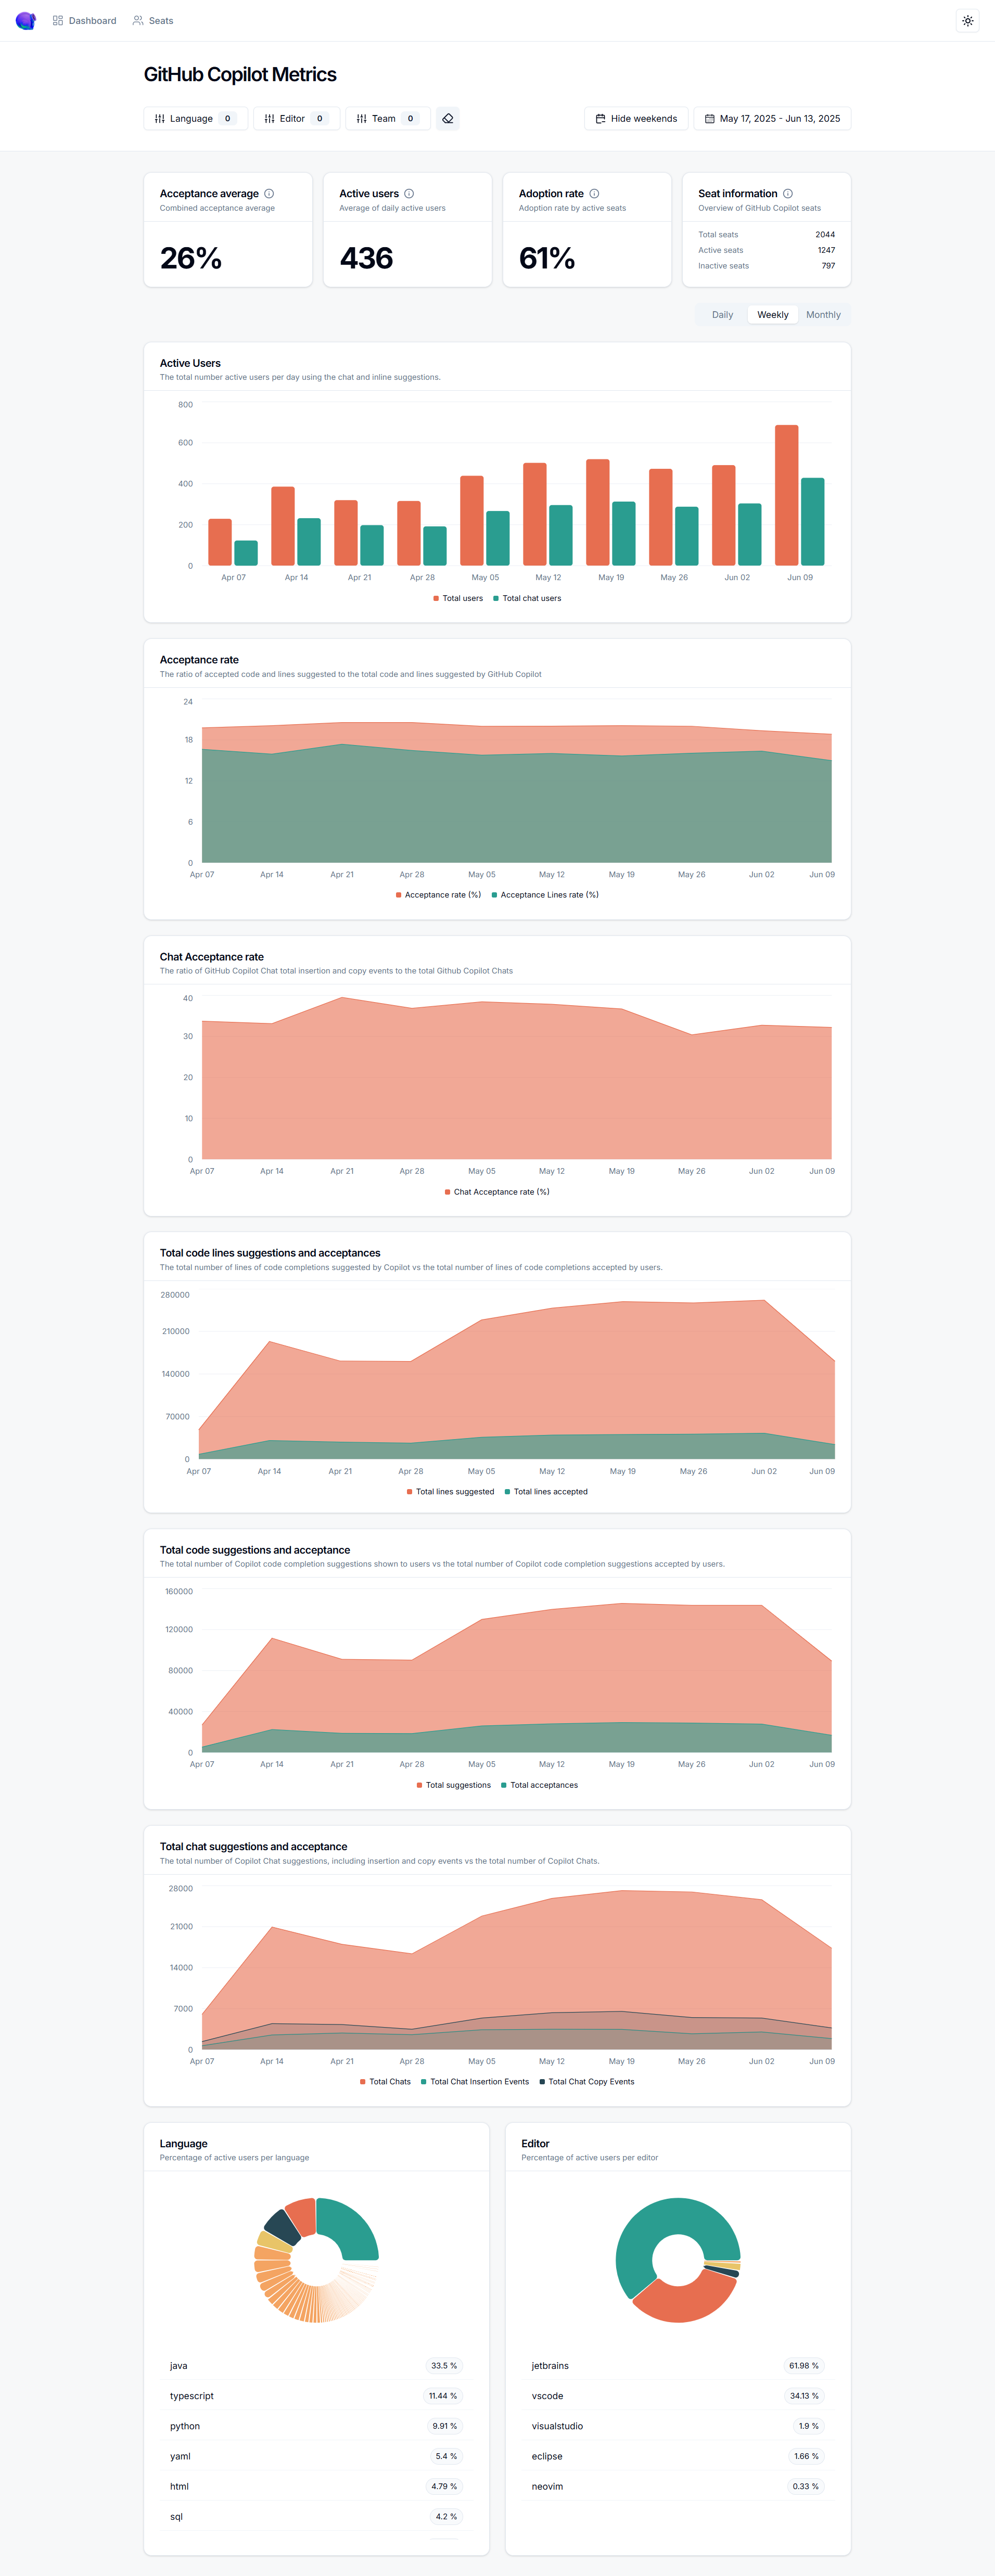 Dashboard Seats
GitHub Copilot Metrics
Language 0 Editor 0 Team 0 Hide weekends May 17, 2025 - Jun 13, 2025
Acceptance average
Combined acceptance average
26%
Active users
Average of daily active users
436
Adoption rate
Adoption rate by active seats
61%
Seat information
Overview of GitHub Copilot seats
Total seats 2044
Active seats 1247
Inactive seats 797
Daily Weekly Monthly
Active Users
The total number active users per day using the chat and inline suggestions.
800
600
400
200
0
Apr 07 Apr 14 Apr 21 Apr 28 May 05 May 12 May 19 May 26 Jun 02 Jun 09
Total users Total chat users
Acceptance rate
The ratio of accepted code and lines suggested to the total code and lines suggested by GitHub Copilot
24
18
12
6
0
Apr 07 Apr 14 Apr 21 Apr 28 May 05 May 12 May 19 May 26 Jun 02 Jun 09
Acceptance rate (%) Acceptance Lines rate (%)
Chat Acceptance rate
The ratio of GitHub Copilot Chat total insertion and copy events to the total Github Copilot Chats
40
30
20
10
0
Apr 07 Apr 14 Apr 21 Apr 28 May 05 May 12 May 19 May 26 Jun 02 Jun 09
Chat Acceptance rate (%)
Total code lines suggestions and acceptances
The total number of lines of code completions suggested by Copilot vs the total number of lines of code completions accepted by users.
280000
210000
140000
70000
0
Apr 07 Apr 14 Apr 21 Apr 28 May 05 May 12 May 19 May 26 Jun 02 Jun 09
Total lines suggested Total lines accepted
Total code suggestions and acceptance
The total number of Copilot code completion suggestions shown to users vs the total number of Copilot code completion suggestions accepted by users.
160000
120000
80000
40000
0
Apr 07 Apr 14 Apr 21 Apr 28 May 05 May 12 May 19 May 26 Jun 02 Jun 09
Total suggestions Total acceptances
Total chat suggestions and acceptance
The total number of Copilot Chat suggestions, including insertion and copy events vs the total number of Copilot Chats.
28000
21000
14000
7000
0
Apr 07 Apr 14 Apr 21 Apr 28 May 05 May 12 May 19 May 26 Jun 02 Jun 09
Total Chats Total Chat Insertion Events Total Chat Copy Events
Language
Percentage of active users per language
java 33.5 %
typescript 11.44 %
python 9.91 %
yaml 5.4 %
html 4.79 %
sql 4.2 %
Editor
Percentage of active users per editor
jetbrains 61.98 %
vscode 34.13 %
visualstudio 1.9 %
eclipse 1.66 %
neovim 0.33 %